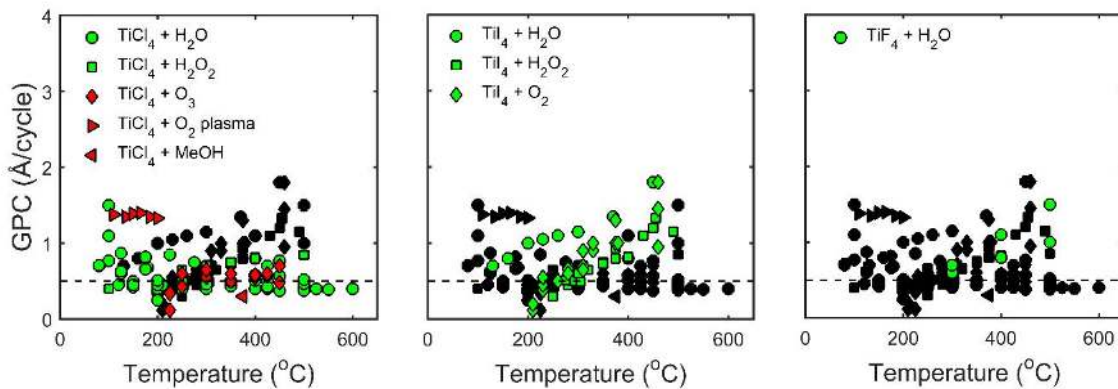 GPC (Å/cycle)
4
3
2
1
0
TiCl₄ + H₂O
TiCl₄ + H₂O₂
TiCl₄ + O₃
TiCl₄ + O₂ plasma
TiCl₄ + MeOH
0 200 400 600
Temperature (°C)
TiI₄ + H₂O
TiI₄ + H₂O₂
TiI₄ + O₂
0 200 400 600
Temperature (°C)
TiF₄ + H₂O
0 200 400 600
Temperature (°C)